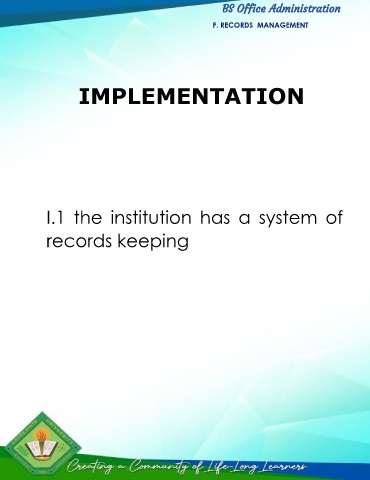 BS Office Administration
F. RECORDS MANAGEMENT
IMPLEMENTATION
I.1 the institution has a system of
records keeping
Creating a Community of Life-Long Learners